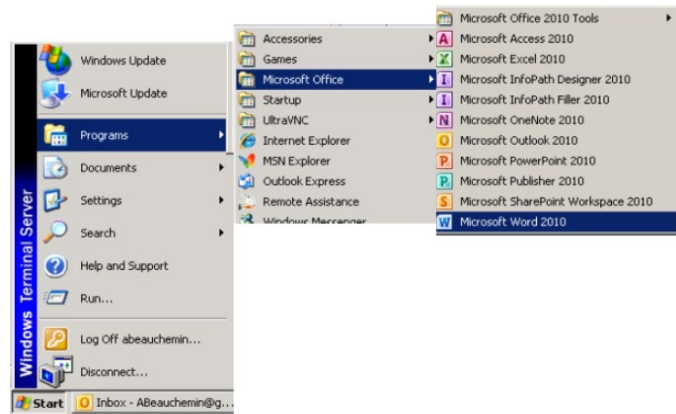 Windows Update
Microsoft Update
Programs
Documents
Settings
Search
Help and Support
Run...
Log Off abeauchemin...
Disconnect...
Windows Terminal Server
Start
Inbox - ABeauchemin@g...
Accessories
Games
Microsoft Office
Startup
UltraVNC
Internet Explorer
MSN Explorer
Outlook Express
Remote Assistance
Windows Messenger
Microsoft Office 2010 Tools
Microsoft Access 2010
Microsoft Excel 2010
Microsoft InfoPath Designer 2010
Microsoft InfoPath Filler 2010
Microsoft OneNote 2010
Microsoft Outlook 2010
Microsoft PowerPoint 2010
Microsoft Publisher 2010
Microsoft SharePoint Workspace 2010
Microsoft Word 2010